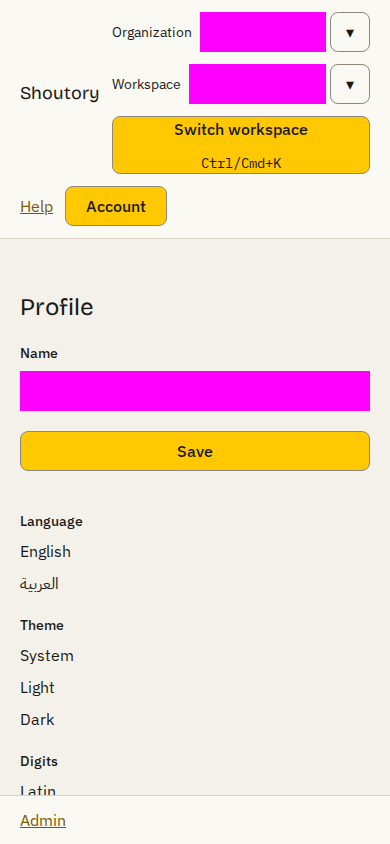 Shoutory
Organization
▼
Workspace
▼
Switch workspace
Ctrl/Cmd+K
Help
Account
Profile
Name
Save
Language
English
العربية
Theme
System
Light
Dark
Digits
Latin
Admin